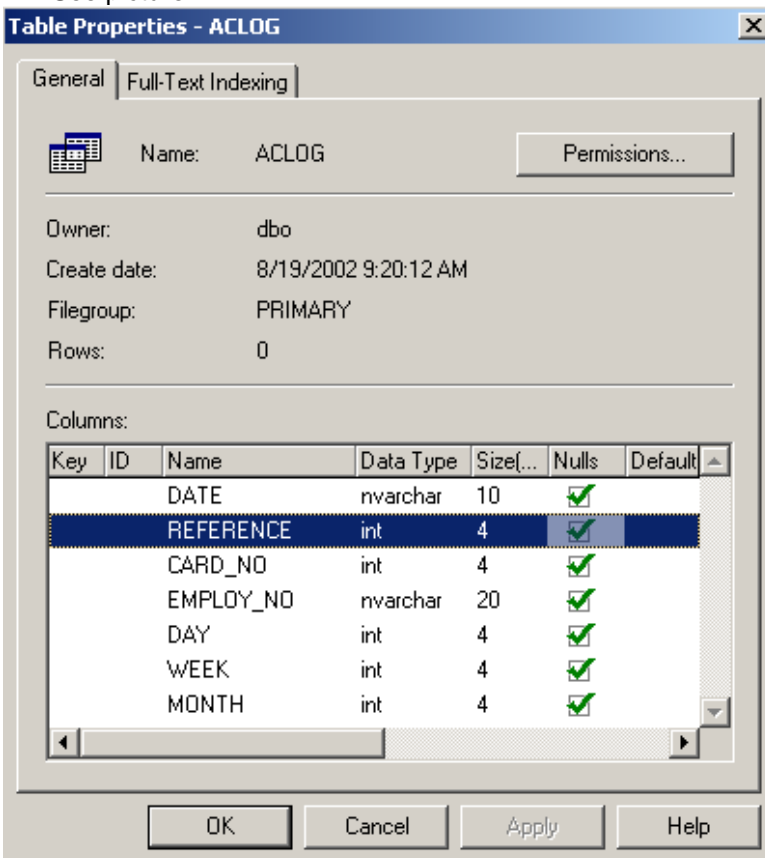 Table Properties - ACLOG
General Full-Text Indexing
Name: ACLOG Permissions...
Owner: dbo
Create date: 8/19/2002 9:20:12 AM
Filegroup: PRIMARY
Rows: 0
Columns:
Key ID Name Data Type Size(... Nulls Default
DATE nvarchar 10
REFERENCE int 4
CARD_NO int 4
EMPLOY_NO nvarchar 20
DAY int 4
WEEK int 4
MONTH int 4
OK Cancel Apply Help